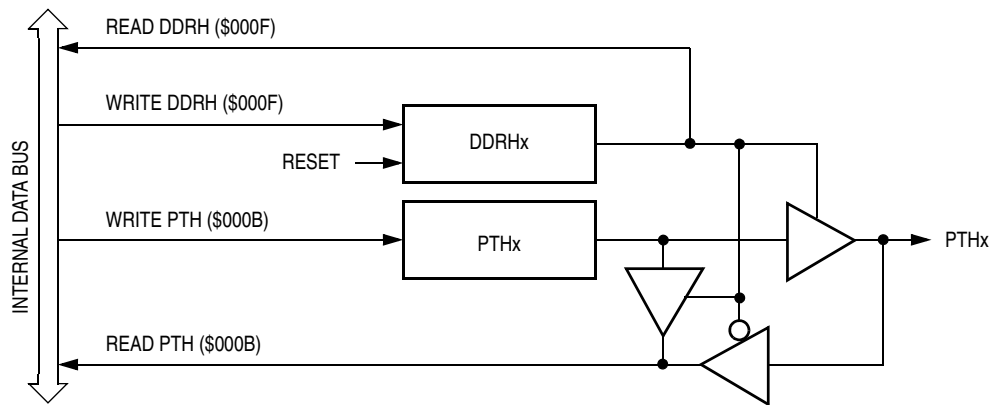 READ DDRH ($000F)
WRITE DDRH ($000F)
DDRHx
RESET
INTERNAL DATA BUS
WRITE PTH ($000B)
PTHx
PTHx
READ PTH ($000B)